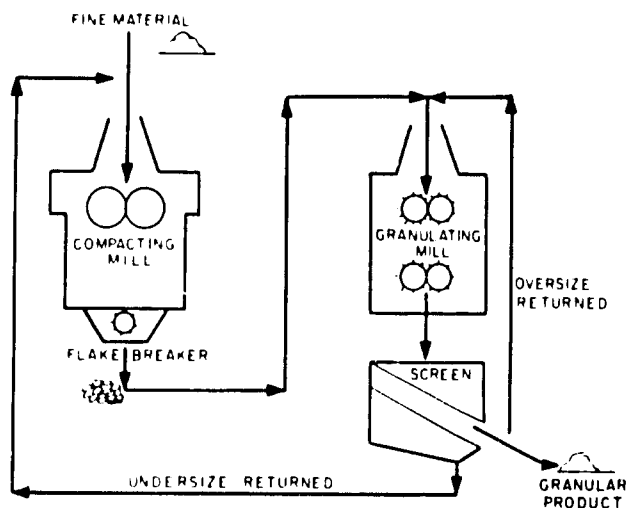 FINE MATERIAL
COMPACTING
MILL
FLAKE BREAKER
GRANULATING
MILL
OVERSIZE
RETURNED
SCREEN
UNDERSIZE RETURNED
GRANULAR
PRODUCT